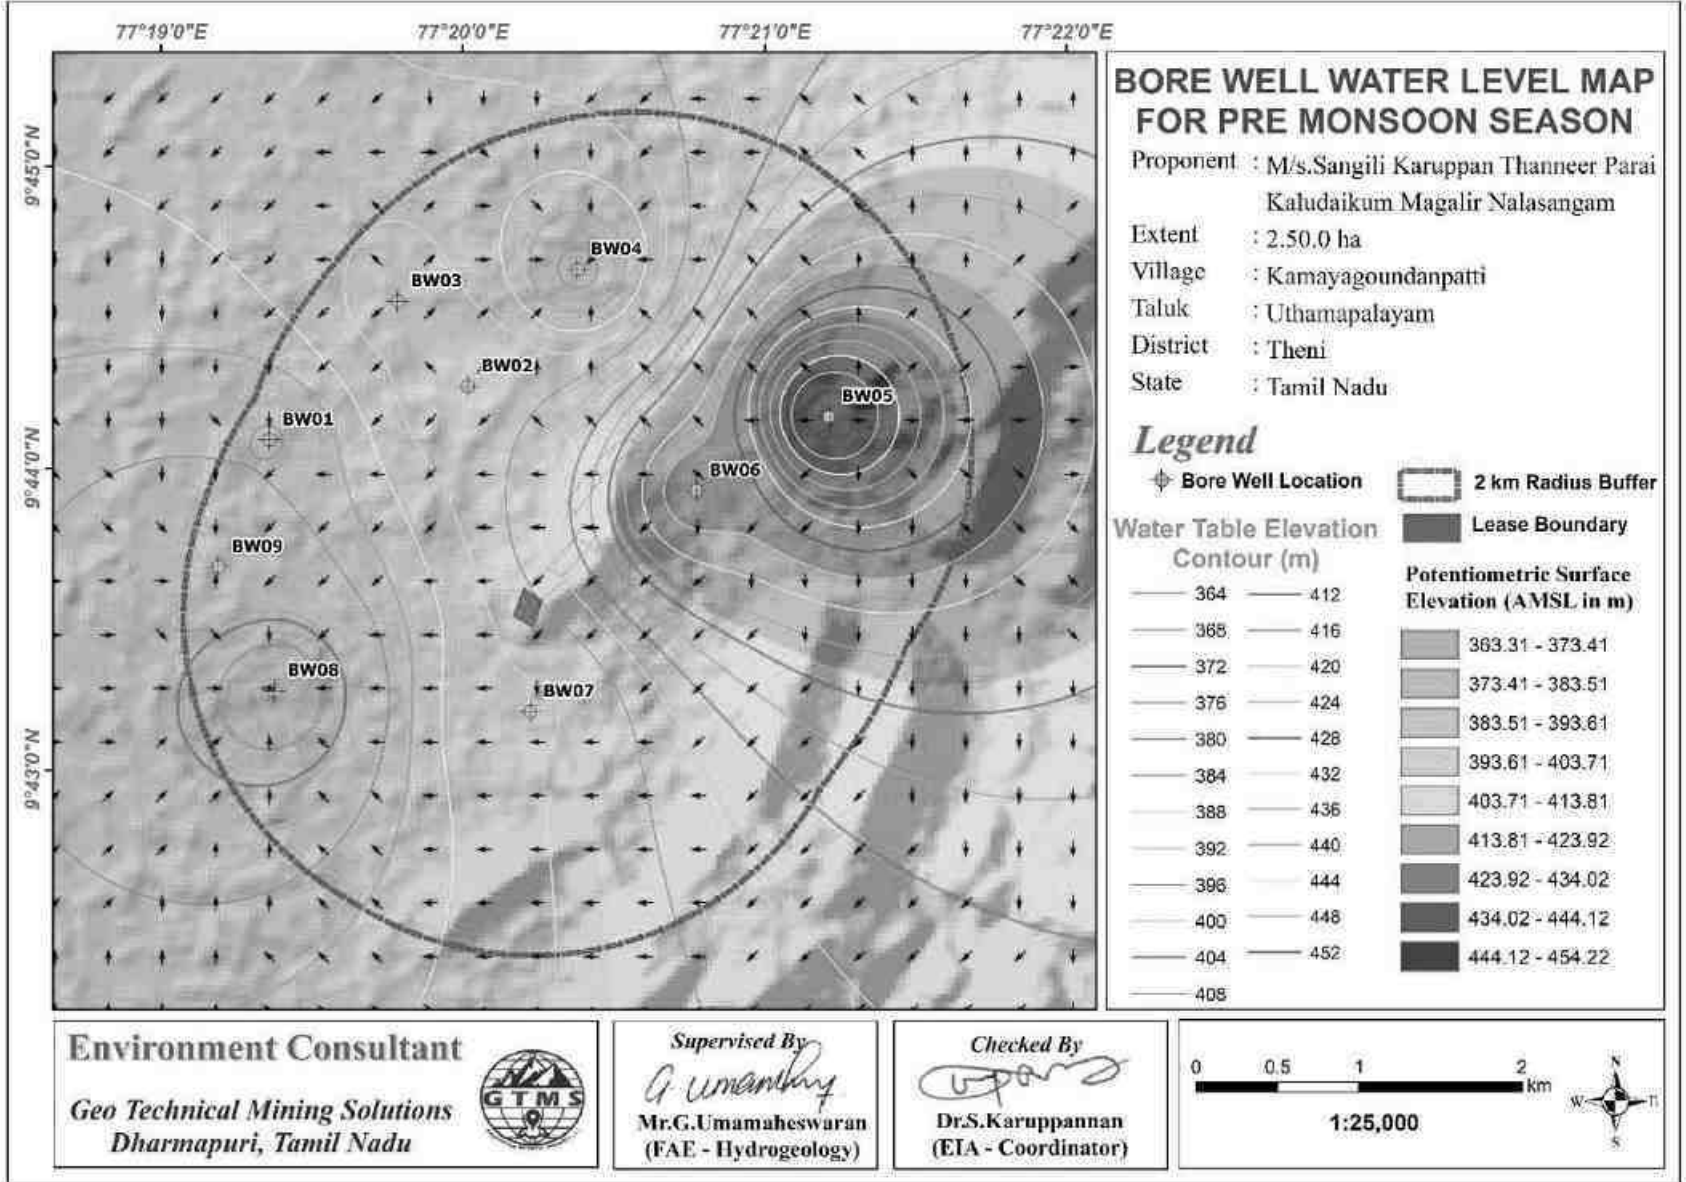 77°19'0"E 77°20'0"E 77°21'0"E 77°22'0"E
9°45'0"N
9°44'0"N
9°43'0"N
BW04
BW03
BW02
BW05
BW01
BW06
BW09
BW08
BW07
BORE WELL WATER LEVEL MAP
FOR PRE MONSOON SEASON
Proponent : M/s.Sangili Karuppan Thanneer Parai
Kaludaikum Magalir Nalasangam
Extent : 2.50.0 ha
Village : Kamayagoundanpatti
Taluk : Uthamapalayam
District : Theni
State : Tamil Nadu
Legend
Bore Well Location
2 km Radius Buffer
Lease Boundary
Water Table Elevation
Contour (m)
364 412
368 416
372 420
376 424
380 428
384 432
388 436
392 440
396 444
400 448
404 452
408
Potentiometric Surface
Elevation (AMSL in m)
363.31 - 373.41
373.41 - 383.51
383.51 - 393.61
393.61 - 403.71
403.71 - 413.81
413.81 - 423.92
423.92 - 434.02
434.02 - 444.12
444.12 - 454.22
Environment Consultant
Geo Technical Mining Solutions
Dharmapuri, Tamil Nadu
GTMS
Supervised By
G. Umamaheswaran
Mr.G.Umamaheswaran
(FAE - Hydrogeology)
Checked By
Dr.S.Karuppannan
(EIA - Coordinator)
0 0.5 1 2
km
1:25,000
N
W E
S